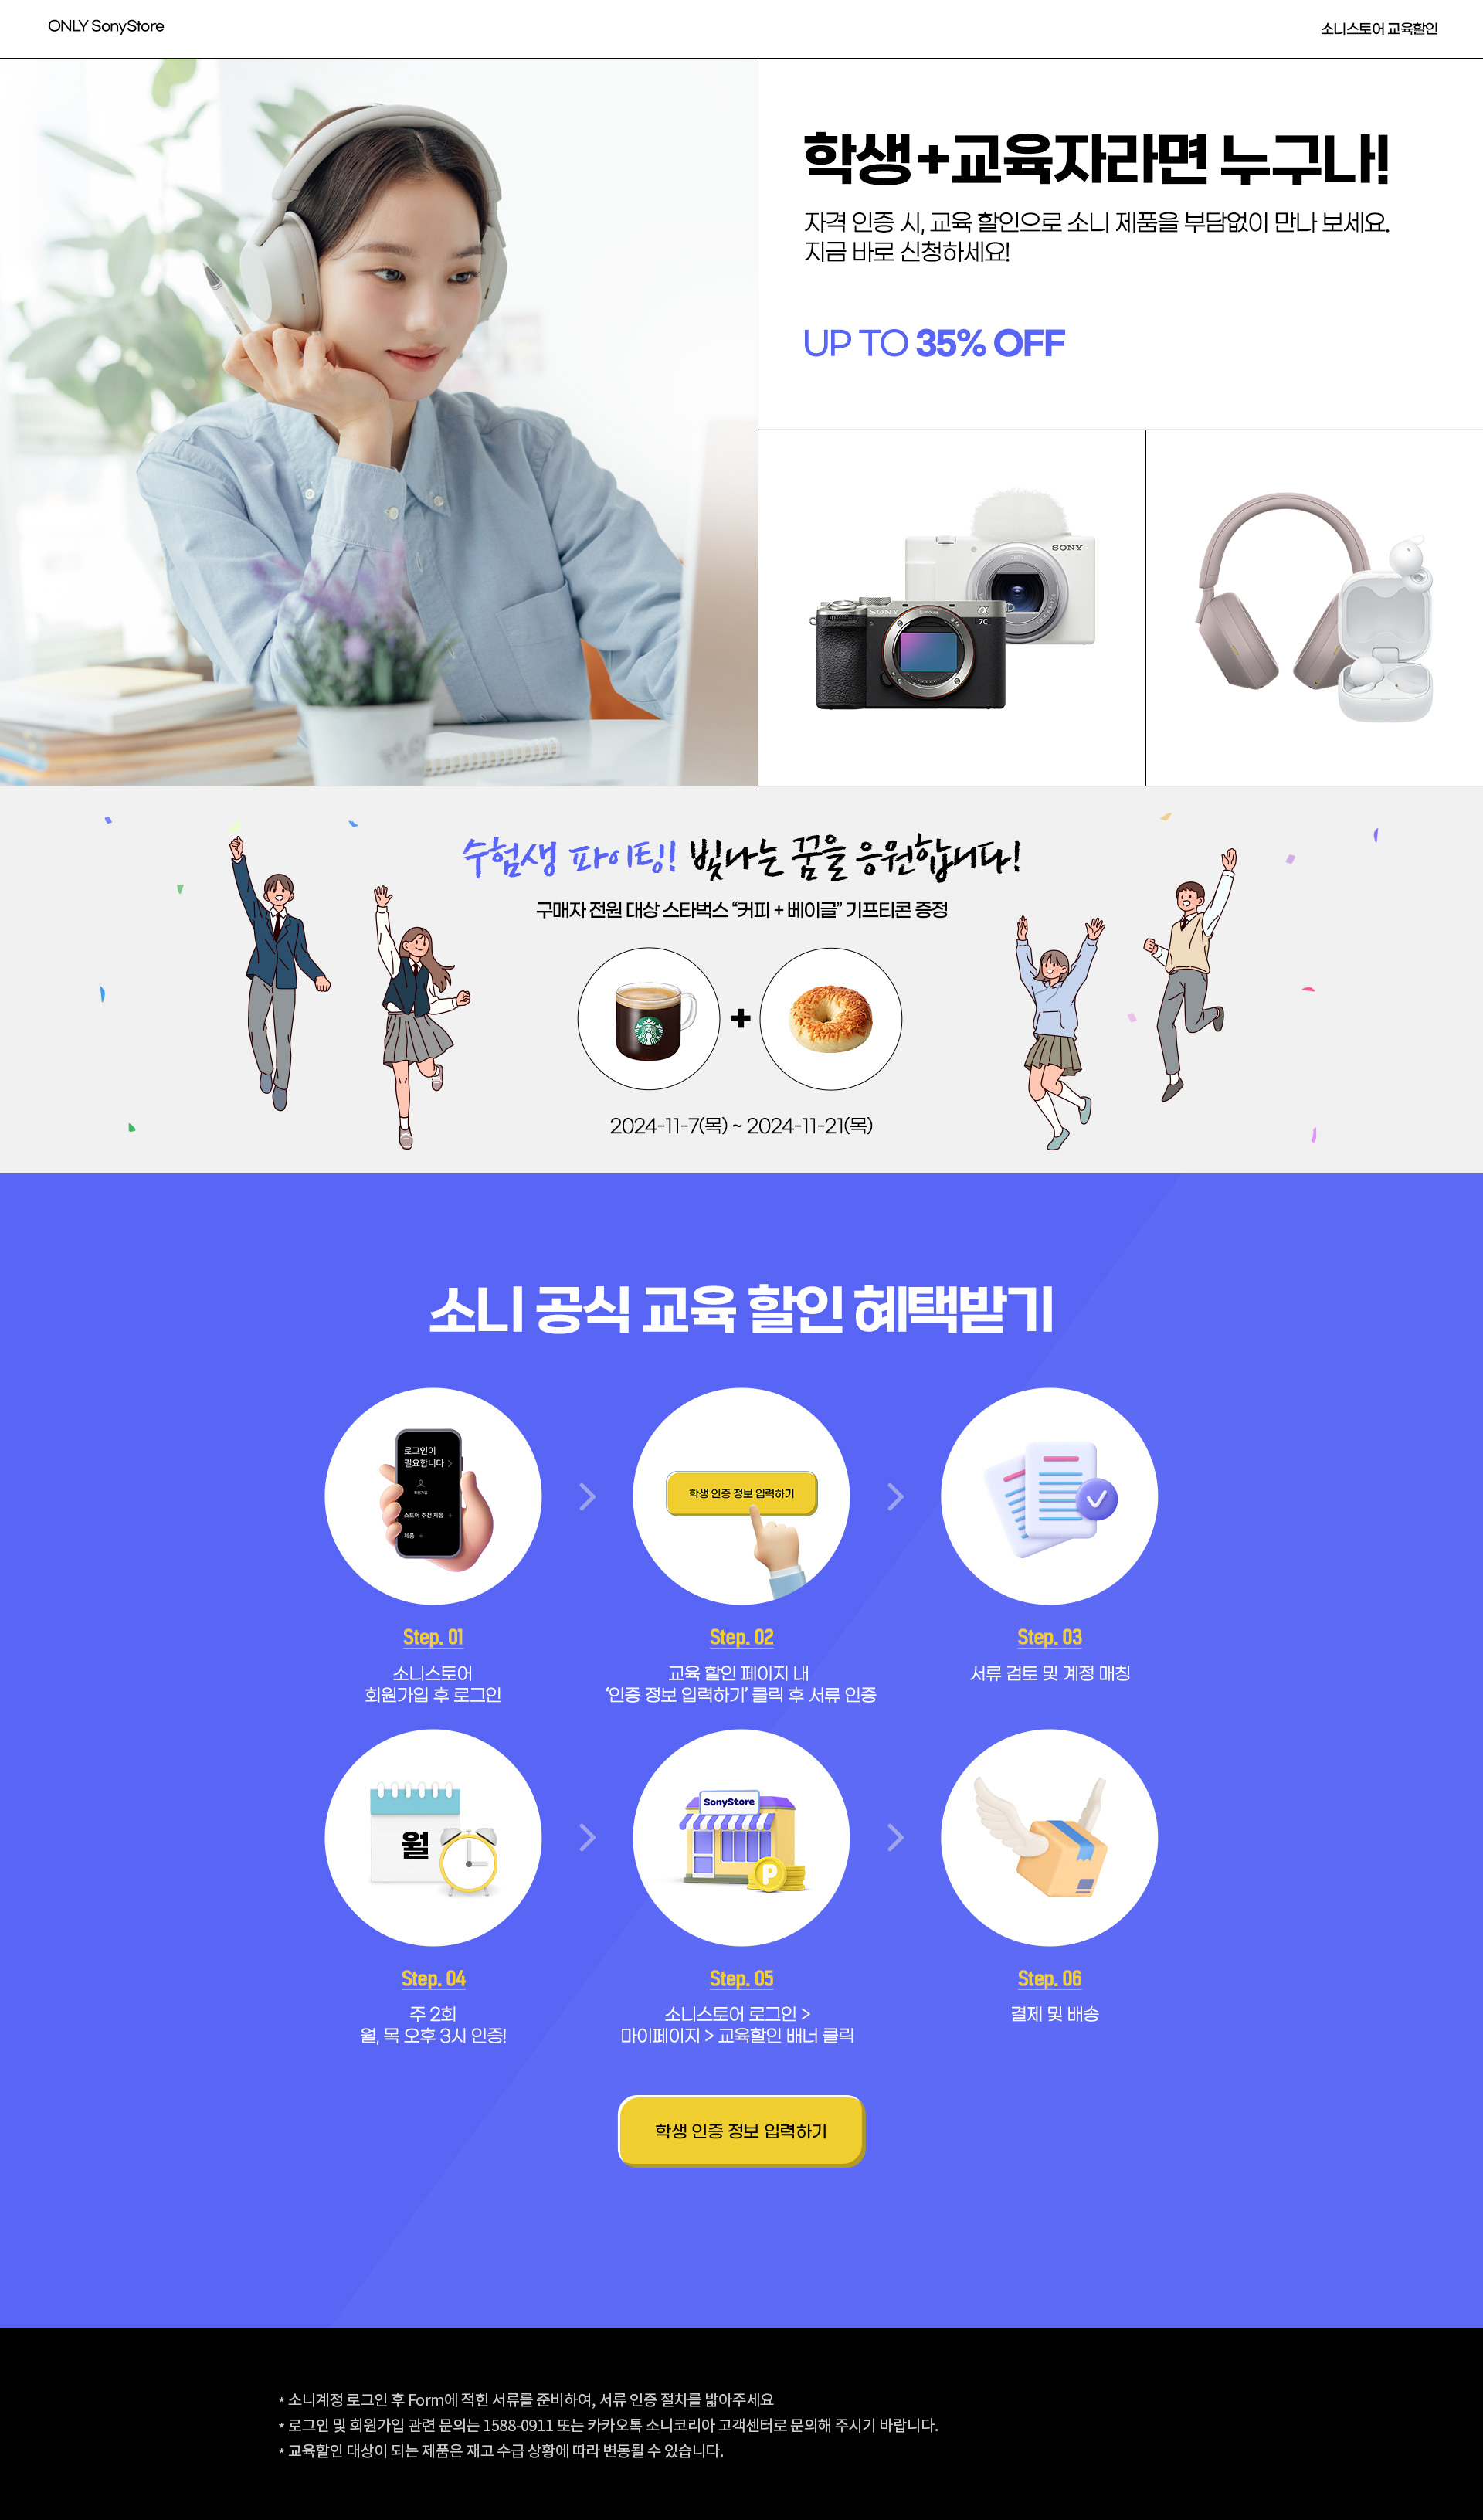 ONLY SonyStore
소니스토어 교육할인
학생+교육자라면 누구나!
자격 인증 시, 교육 할인으로 소니 제품을 부담없이 만나 보세요.
지금 바로 신청하세요!
UP TO 35% OFF
SONY
SONY
α
7C
수험생 파이팅! 빛나는 꿈을 응원합니다!
구매자 전원 대상 스타벅스 “커피 + 베이글” 기프티콘 증정
+
2024-11-7(목) ~ 2024-11-21(목)
소니 공식 교육 할인 혜택받기
로그인이
필요합니다 >
회원가입
스토어 추천 제품 +
제품 +
학생 인증 정보 입력하기
Step. 01
Step. 02
Step. 03
소니스토어
회원가입 후 로그인
교육 할인 페이지 내
‘인증 정보 입력하기’ 클릭 후 서류 인증
서류 검토 및 계정 매칭
월
SonyStore
P
Step. 04
Step. 05
Step. 06
주 2회
월, 목 오후 3시 인증!
소니스토어 로그인 >
마이페이지 > 교육할인 배너 클릭
결제 및 배송
학생 인증 정보 입력하기
* 소니계정 로그인 후 Form에 적힌 서류를 준비하여, 서류 인증 절차를 밟아주세요
* 로그인 및 회원가입 관련 문의는 1588-0911 또는 카카오톡 소니코리아 고객센터로 문의해 주시기 바랍니다.
* 교육할인 대상이 되는 제품은 재고 수급 상황에 따라 변동될 수 있습니다.